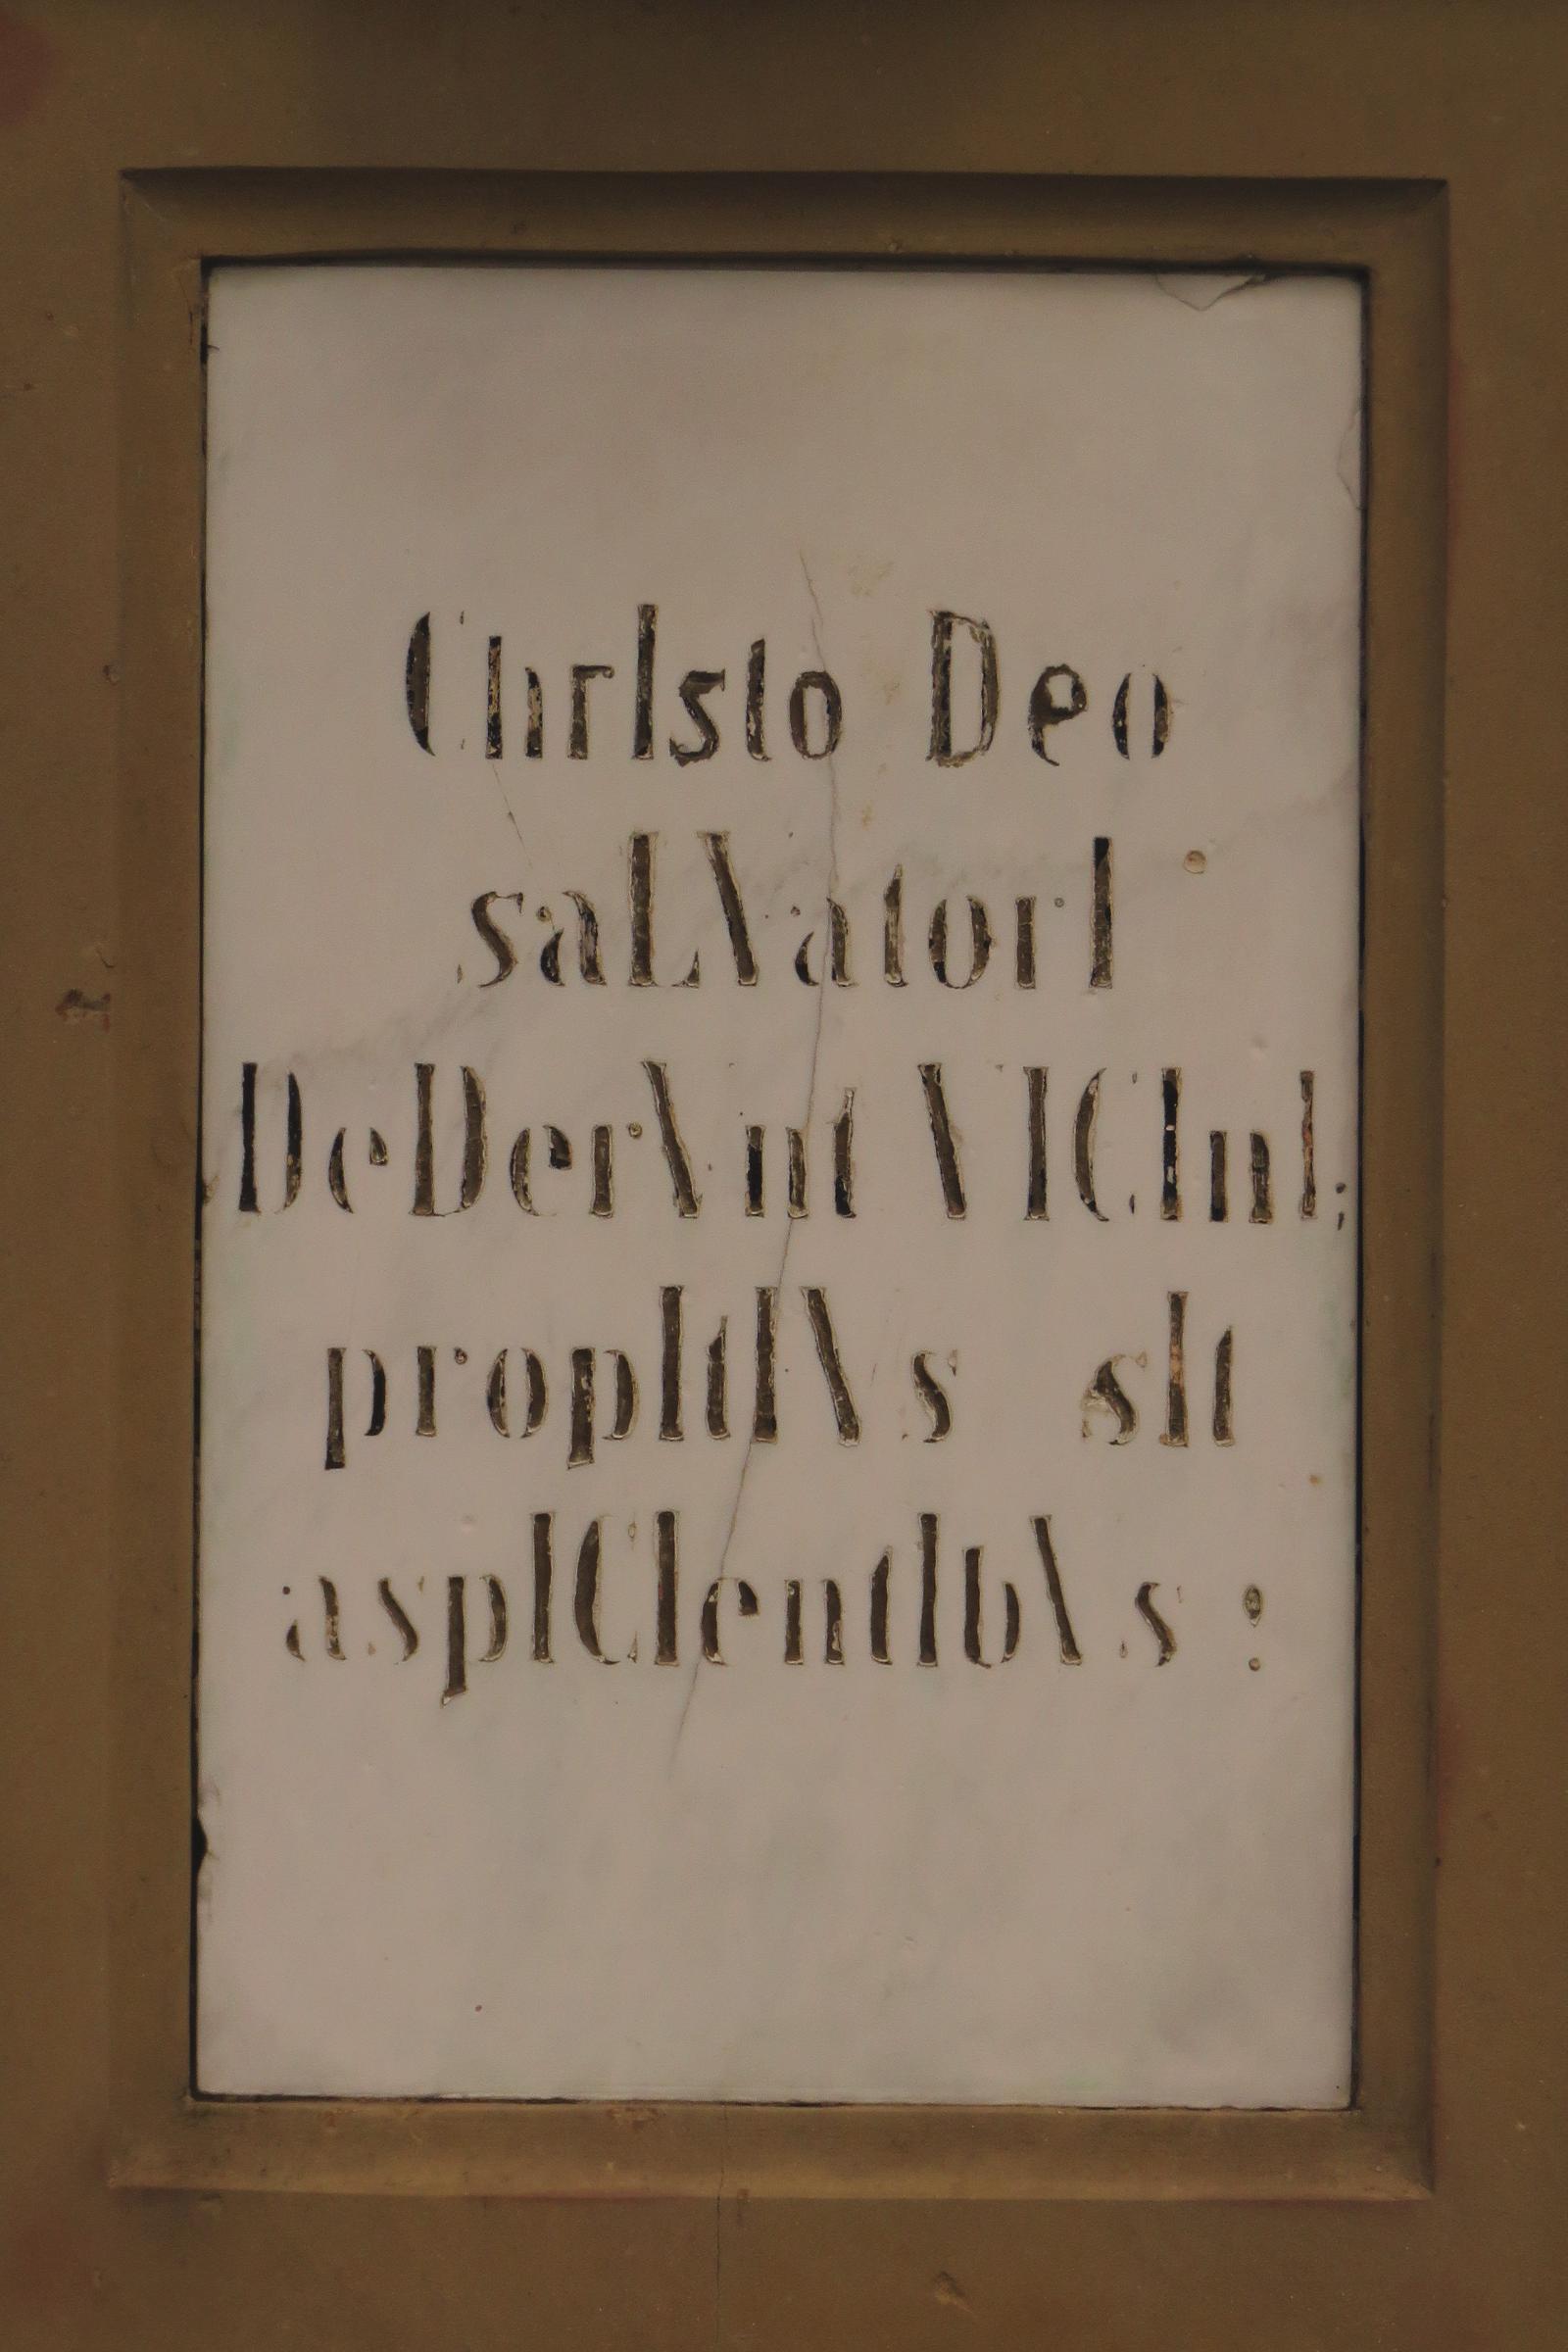 ChrIsto Deo
saLVatorI
DeDerVnt VICInI;
propItIVs sIt
aspICIentIbVs :